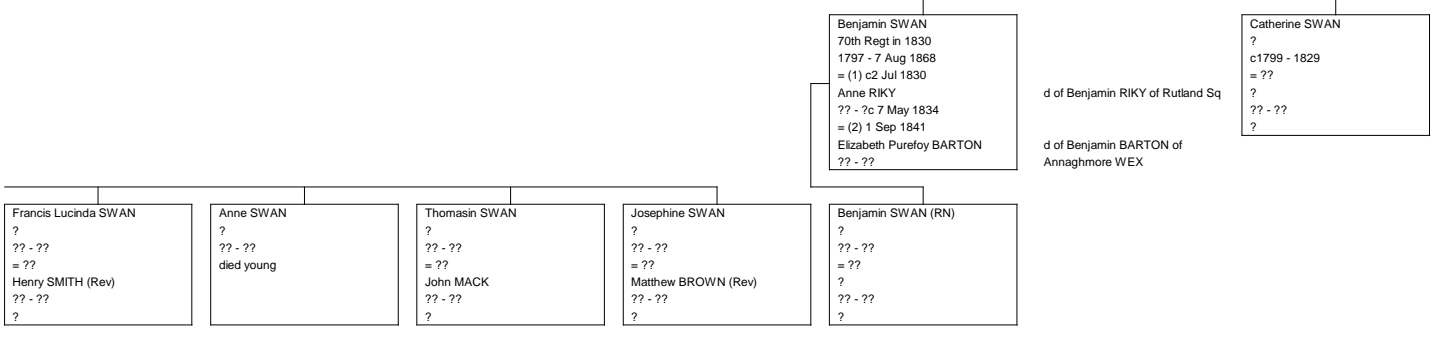 Benjamin SWAN
70th Regt in 1830
1797 - 7 Aug 1868
= (1) c2 Jul 1830
Anne RIKY
?? - ?c 7 May 1834
= (2) 1 Sep 1841
Elizabeth Purefoy BARTON
?? - ??
d of Benjamin RIKY of Rutland Sq
d of Benjamin BARTON of
Annaghmore WEX
Catherine SWAN
?
c1799 - 1829
= ??
?
?? - ??
?
Francis Lucinda SWAN
?
?? - ??
= ??
Henry SMITH (Rev)
?? - ??
?
Anne SWAN
?
?? - ??
died young
Thomasin SWAN
?
?? - ??
= ??
John MACK
?? - ??
?
Josephine SWAN
?
?? - ??
= ??
Matthew BROWN (Rev)
?? - ??
?
Benjamin SWAN (RN)
?
?? - ??
= ??
?
?? - ??
?